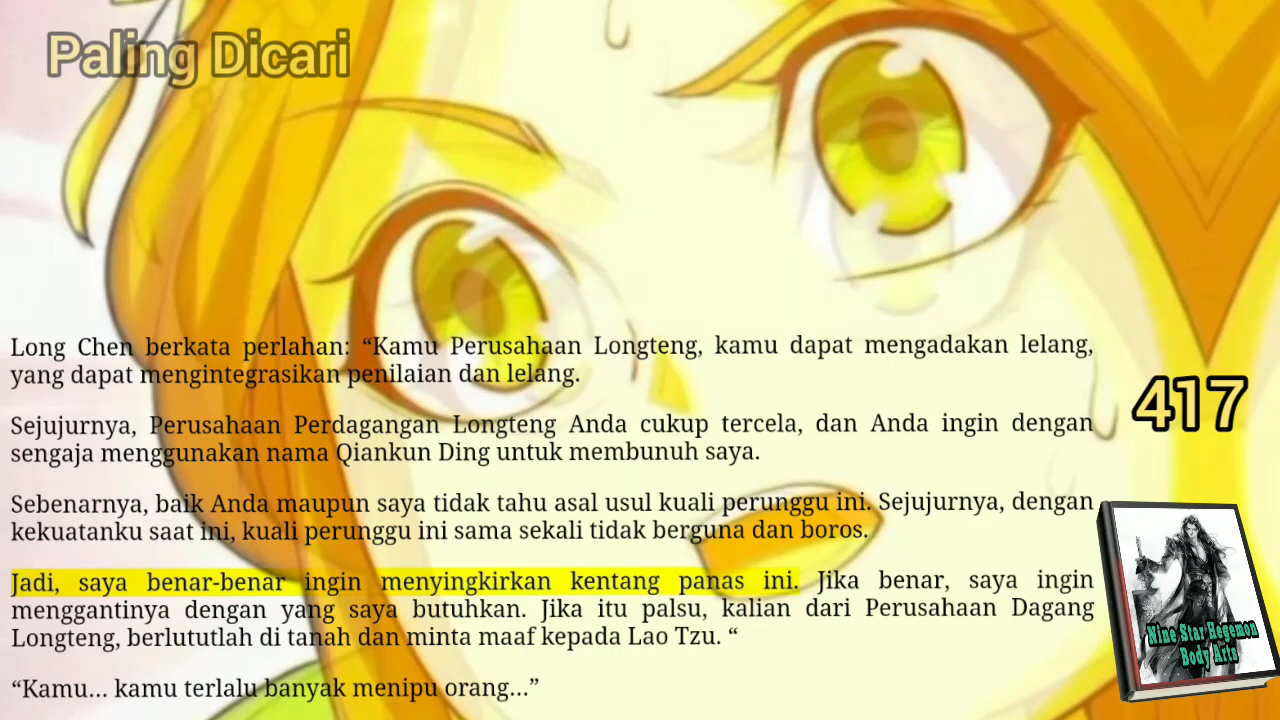 Paling Dicari
Long Chen berkata perlahan: “Kamu Perusahaan Longteng, kamu dapat mengadakan lelang,
yang dapat mengintegrasikan penilaian dan lelang.
Sejujurnya, Perusahaan Perdagangan Longteng Anda cukup tercela, dan Anda ingin dengan
sengaja menggunakan nama Qiankun Ding untuk membunuh saya.
Sebenarnya, baik Anda maupun saya tidak tahu asal usul kuali perunggu ini. Sejujurnya, dengan
kekuatanku saat ini, kuali perunggu ini sama sekali tidak berguna dan boros.
Jadi, saya benar-benar ingin menyingkirkan kentang panas ini. Jika benar, saya ingin
menggantinya dengan yang saya butuhkan. Jika itu palsu, kalian dari Perusahaan Dagang
Longteng, berlututlah di tanah dan minta maaf kepada Lao Tzu. “
“Kamu... kamu terlalu banyak menipu orang...”
417
Nine Star Hegemon
Body Arts